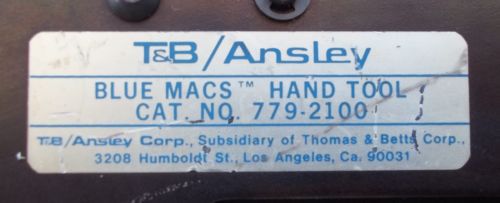 T&B/Ansley
BLUE MACS™ HAND TOOL
CAT. NO. 779-2100
T&B/Ansley Corp., Subsidiary of Thomas & Betts Corp.,
3208 Humboldt St., Los Angeles, Ca. 90031